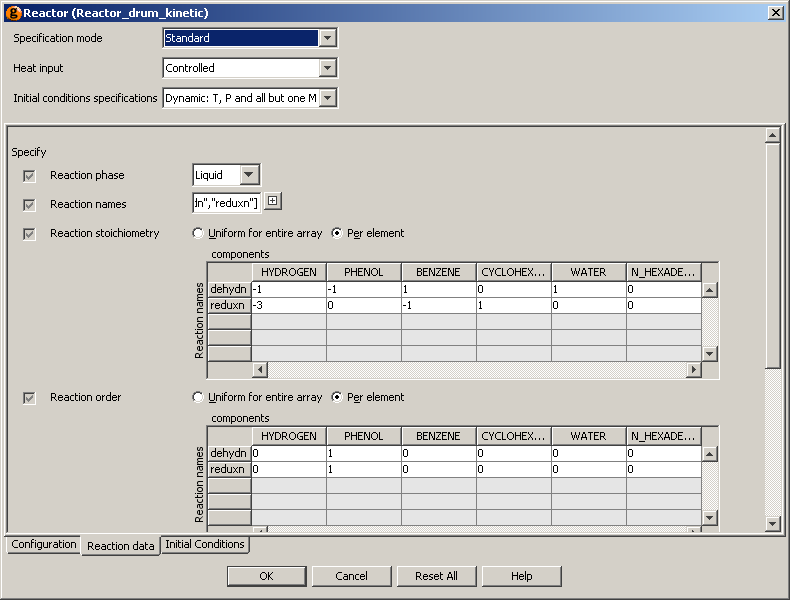 Reactor (Reactor_drum_kinetic)
Specification mode Standard
Heat input Controlled
Initial conditions specifications Dynamic: T, P and all but one M
Specify
Reaction phase Liquid
Reaction names dn","reduxn"]
Reaction stoichiometry Uniform for entire array Per element
components
HYDROGEN PHENOL BENZENE CYCLOHEX... WATER N_HEXADE...
Reaction names
dehydn -1 -1 1 0 1 0
reduxn -3 0 -1 1 0 0
Reaction order Uniform for entire array Per element
components
HYDROGEN PHENOL BENZENE CYCLOHEX... WATER N_HEXADE...
Reaction names
dehydn 0 1 0 0 0 0
reduxn 0 1 0 0 0 0
Configuration Reaction data Initial Conditions
OK Cancel Reset All Help